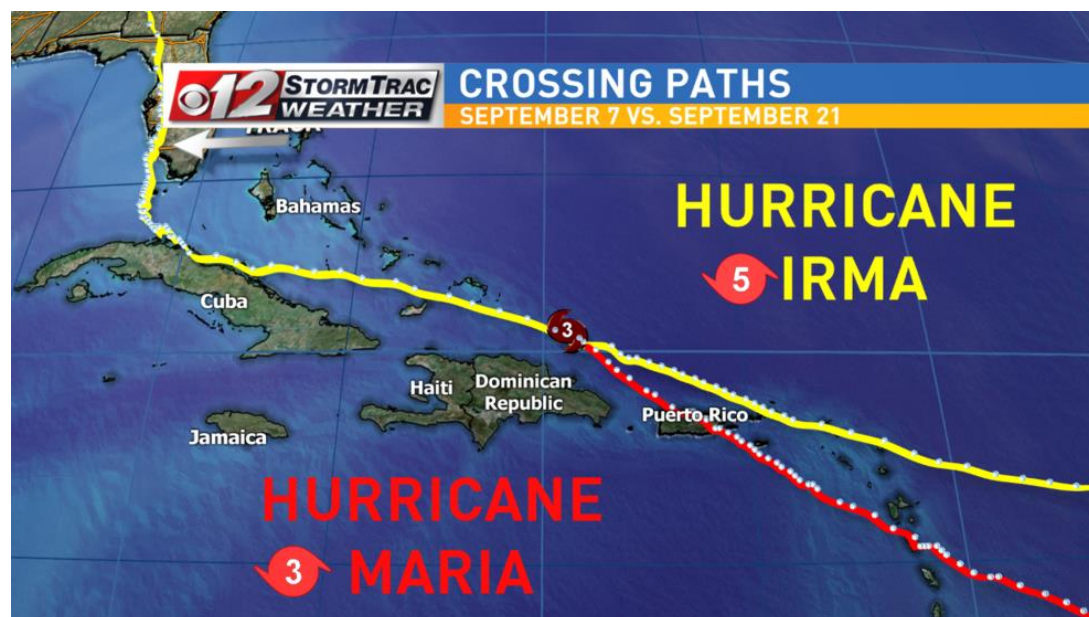 12 STORMTRAC WEATHER
CROSSING PATHS
SEPTEMBER 7 VS. SEPTEMBER 21
TRACK
Bahamas
HURRICANE
5 IRMA
Cuba
3
Haiti
Dominican
Republic
Puerto Rico
Jamaica
HURRICANE
3 MARIA